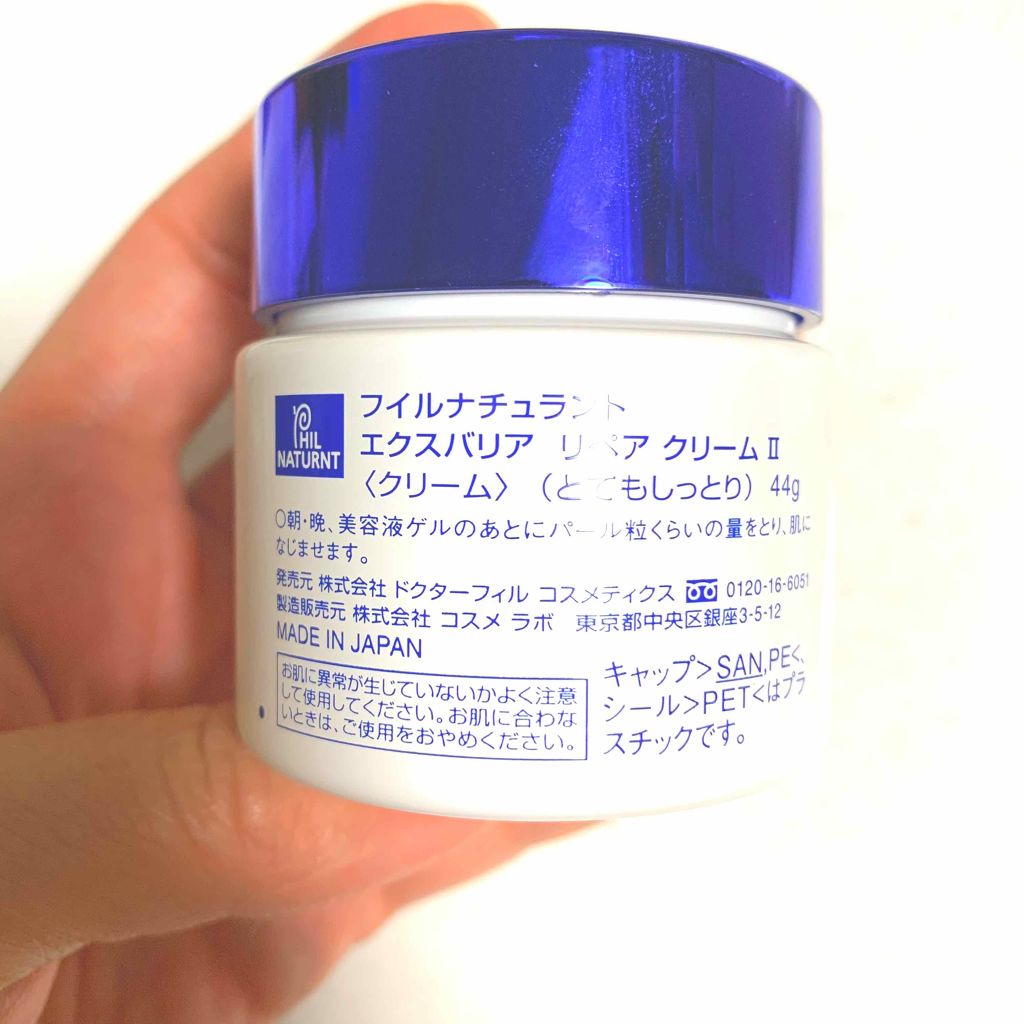 PHIL
NATURNT
フイルナチュラント
エクスバリア リペア クリームⅡ
〈クリーム〉（とてもしっとり）44g
○朝・晩、美容液ゲルのあとにパール粒くらいの量をとり、肌に
なじませます。
発売元 株式会社 ドクターフィル コスメティクス 0120-16-6051
製造販売元 株式会社 コスメ ラボ 東京都中央区銀座3-5-12
MADE IN JAPAN
お肌に異常が生じていないかよく注意
して使用してください。お肌に合わな
いときは、ご使用をおやめください。
キャップ>SAN,PE<、
シール>PET<はプラ
スチックです。